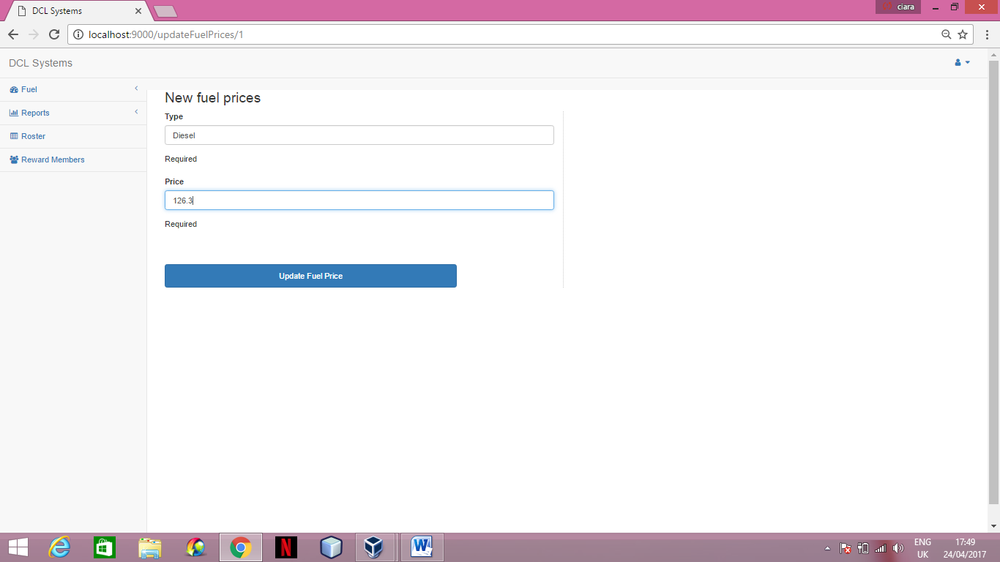 DCL Systems
ciara
localhost:9000/updateFuelPrices/1
DCL Systems
Fuel
Reports
Roster
Reward Members
New fuel prices
Type
Diesel
Required
Price
126.3
Required
Update Fuel Price
N
W
ENG
UK
17:49
24/04/2017